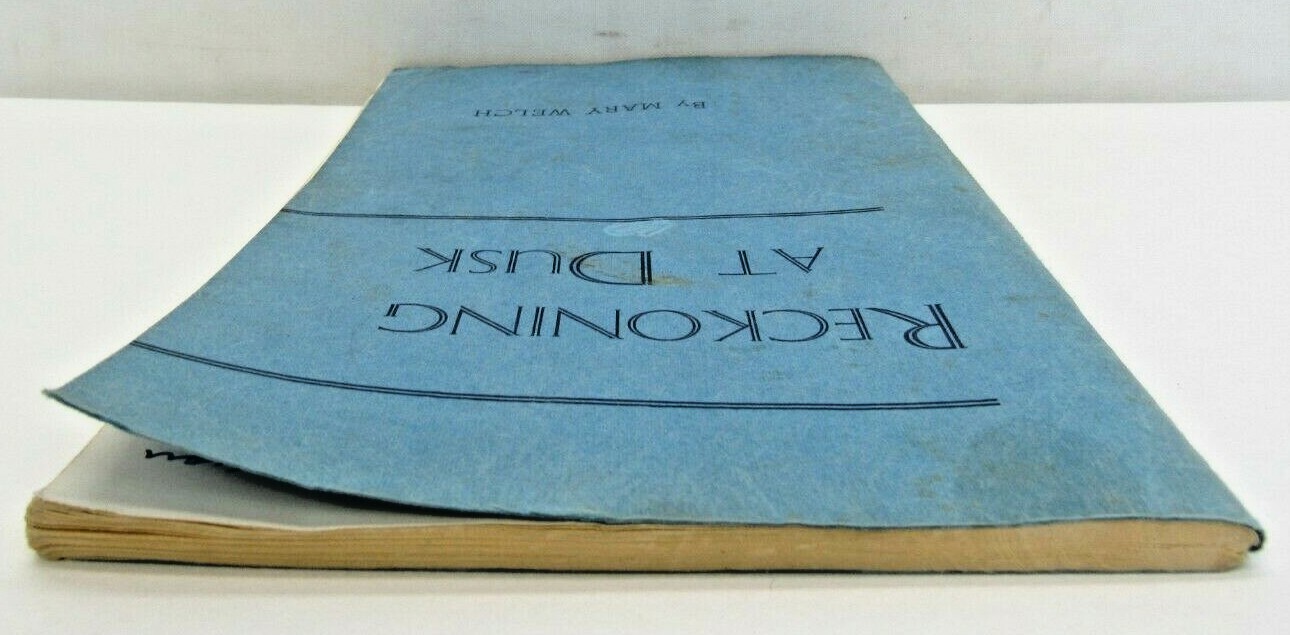 RECKONING
AT DUSK
BY MARY WELCH